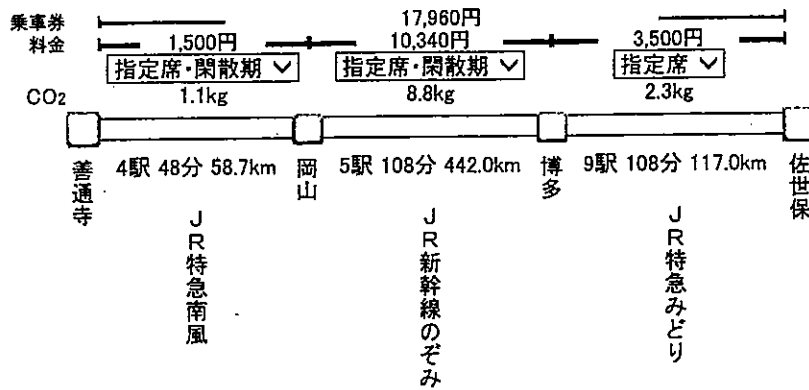 乗車券 17,960円
料金 1,500円 10,340円 3,500円
指定席・閑散期 指定席・閑散期 指定席
CO2 1.1kg 8.8kg 2.3kg
4駅 48分 58.7km 5駅 108分 442.0km 9駅 108分 117.0km
善通寺
岡山
博多
佐世保
JR特急南風
JR新幹線のぞみ
JR特急みどり